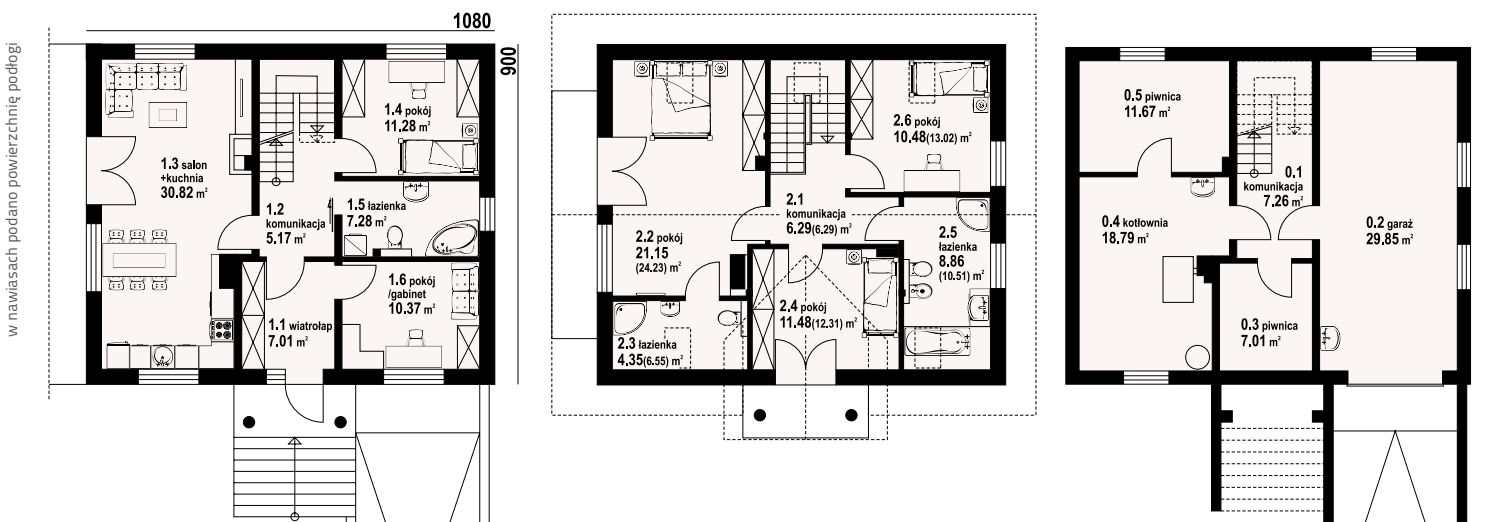 w nawiasach podano powierzchnię podłogi
1080
900
1.4 pokój
11.28 m²
1.3 salon
+kuchnia
30.82 m²
1.5 łazienka
7.28 m²
1.2
komunikacja
5.17 m²
1.6 pokój
/gabinet
10.37 m²
1.1 wiatrołap
7.01 m²
2.6 pokój
10.48(13.02) m²
2.1
komunikacja
6.29(6.29) m²
2.2 pokój
21.15
(24.23) m²
2.5
łazienka
8.86
(10.51) m²
2.4 pokój
11.48(12.31) m²
2.3 łazienka
4.35(6.55) m²
0.5 piwnica
11.67 m²
0.1
komunikacja
7.26 m²
0.4 kotłownia
18.79 m²
0.2 garaż
29.85 m²
0.3 piwnica
7.01 m²